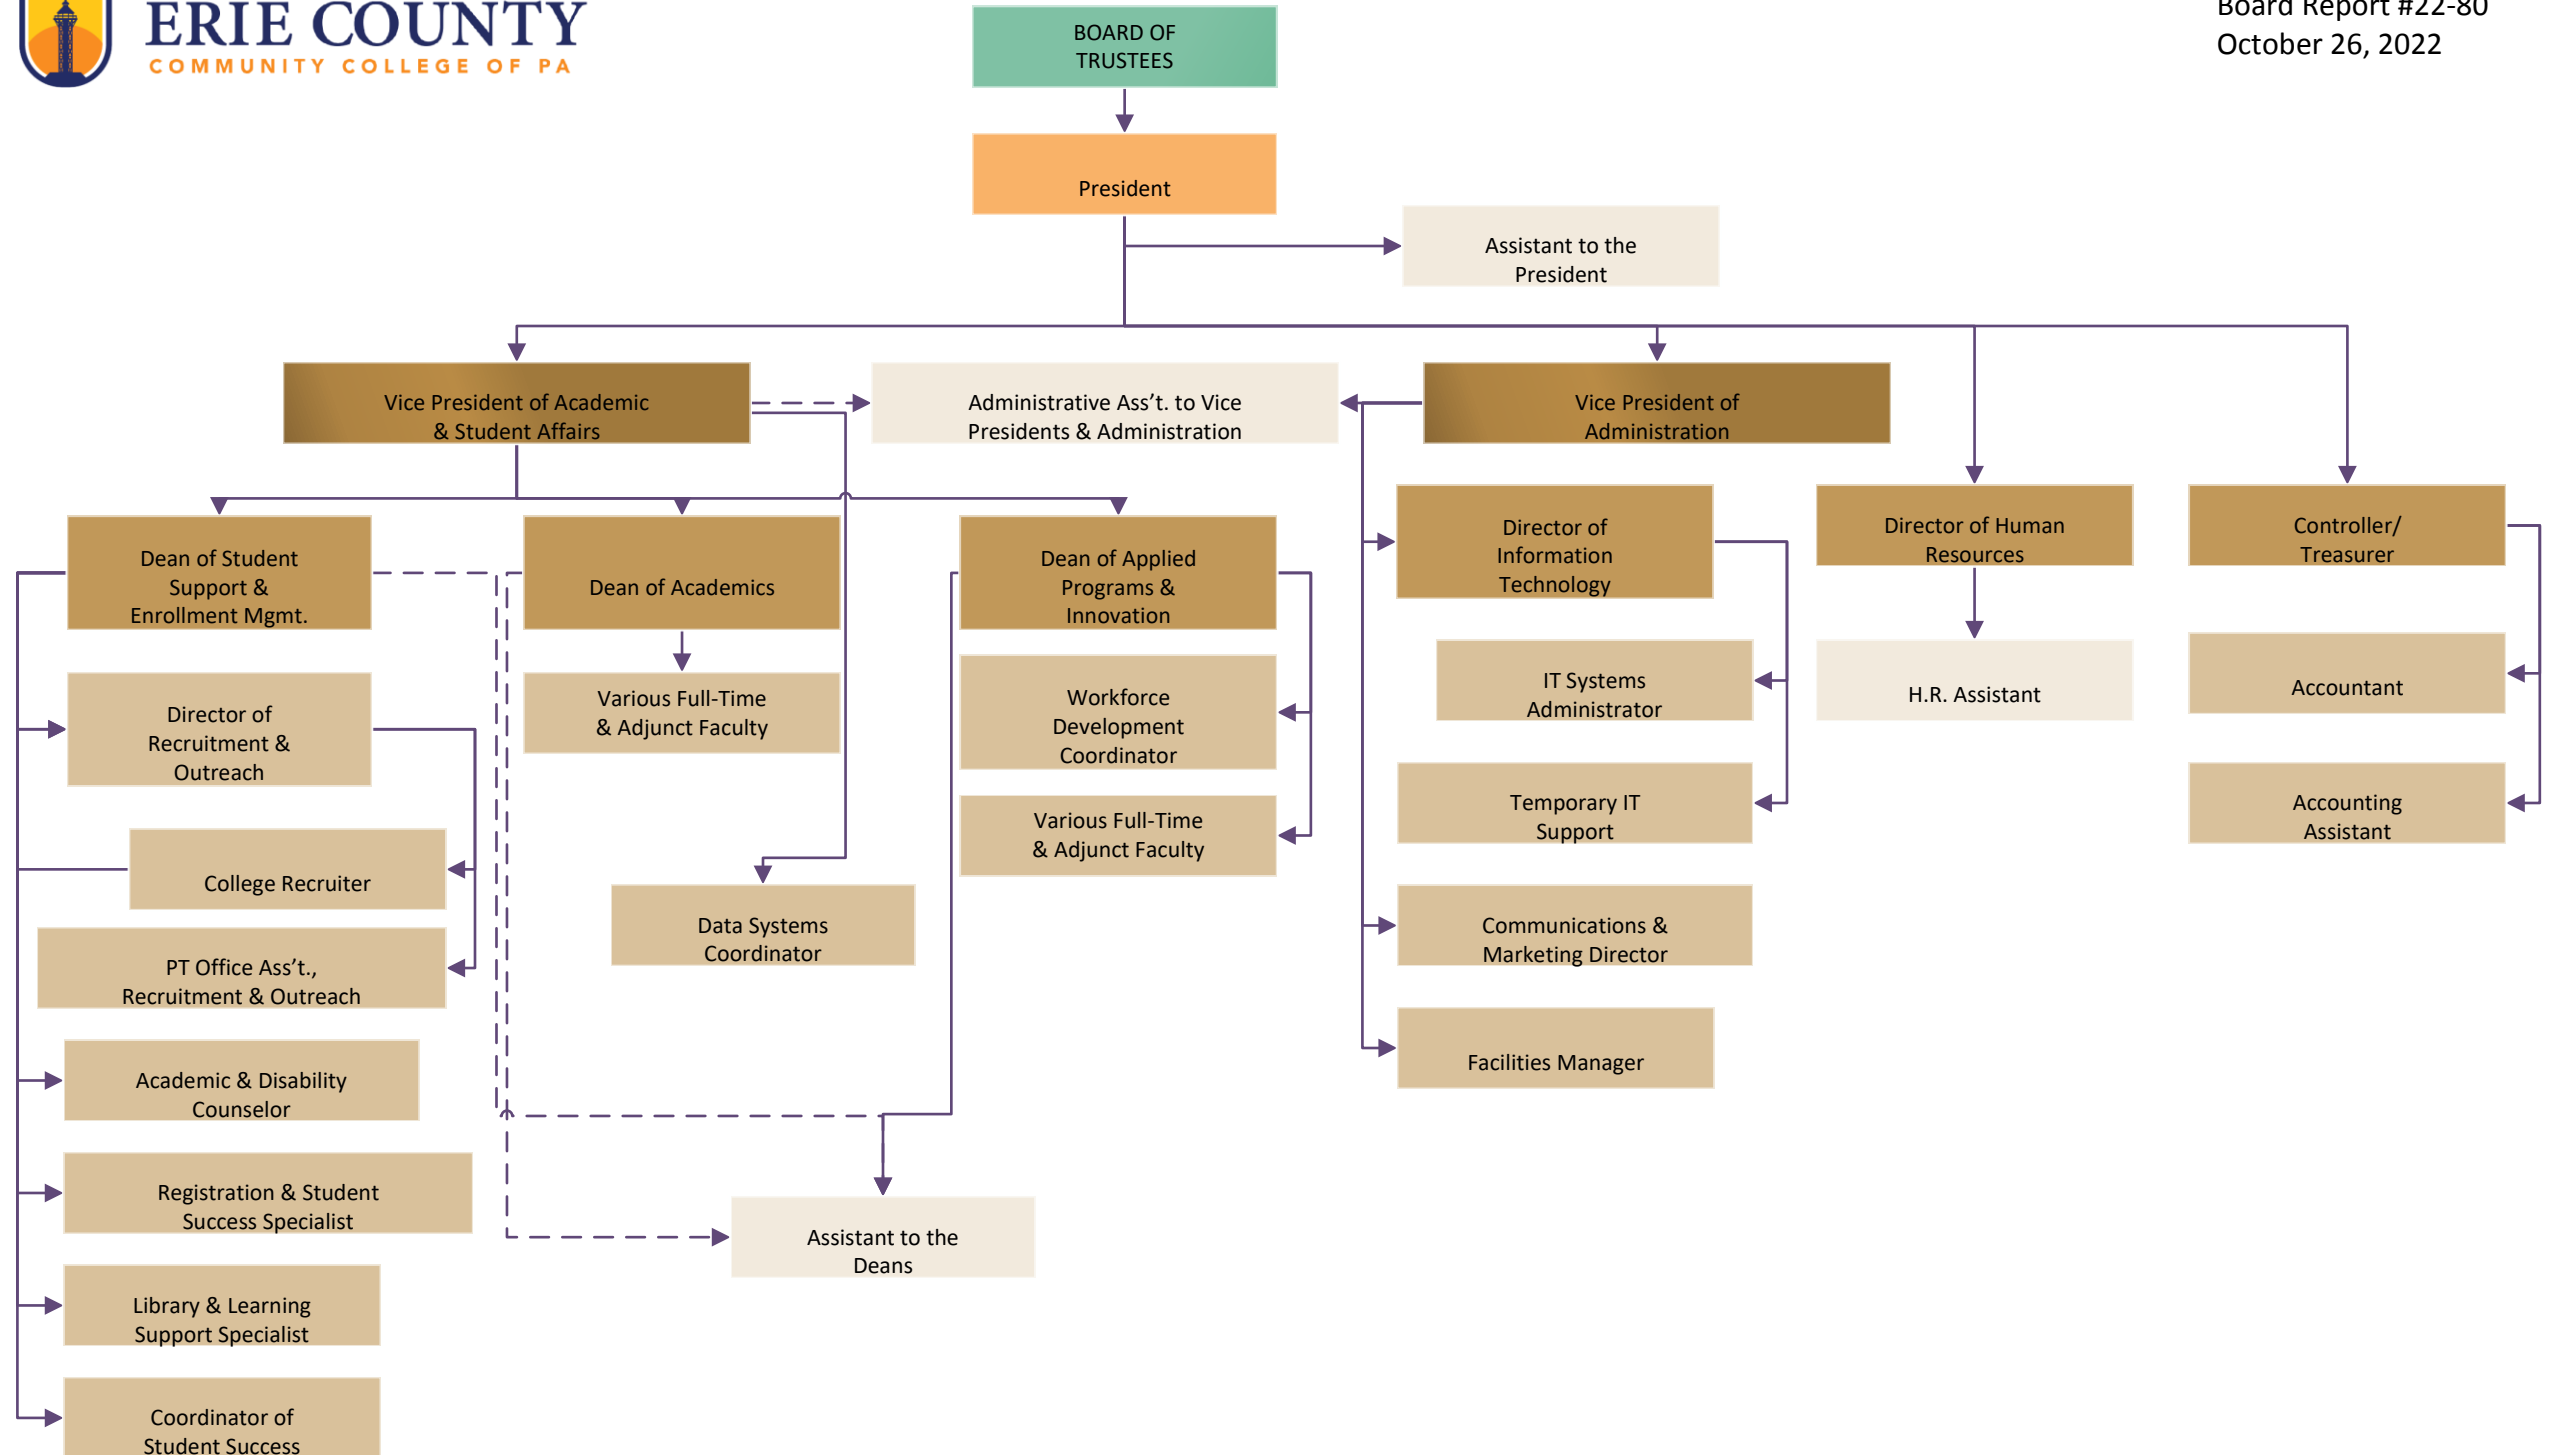 ERIE COUNTY
COMMUNITY COLLEGE OF PA
Board Report #22-80
October 26, 2022
BOARD OF
TRUSTEES
President
Assistant to the
President
Vice President of Academic
& Student Affairs
Administrative Ass’t. to Vice
Presidents & Administration
Vice President of
Administration
Dean of Student
Support &
Enrollment Mgmt.
Dean of Academics
Dean of Applied
Programs &
Innovation
Director of
Information
Technology
Director of Human
Resources
Controller/
Treasurer
Director of
Recruitment &
Outreach
Various Full-Time
& Adjunct Faculty
Workforce
Development
Coordinator
IT Systems
Administrator
H.R. Assistant
Accountant
Various Full-Time
& Adjunct Faculty
Temporary IT
Support
Accounting
Assistant
College Recruiter
Data Systems
Coordinator
Communications &
Marketing Director
PT Office Ass’t.,
Recruitment & Outreach
Facilities Manager
Academic & Disability
Counselor
Registration & Student
Success Specialist
Assistant to the
Deans
Library & Learning
Support Specialist
Coordinator of
Student Success